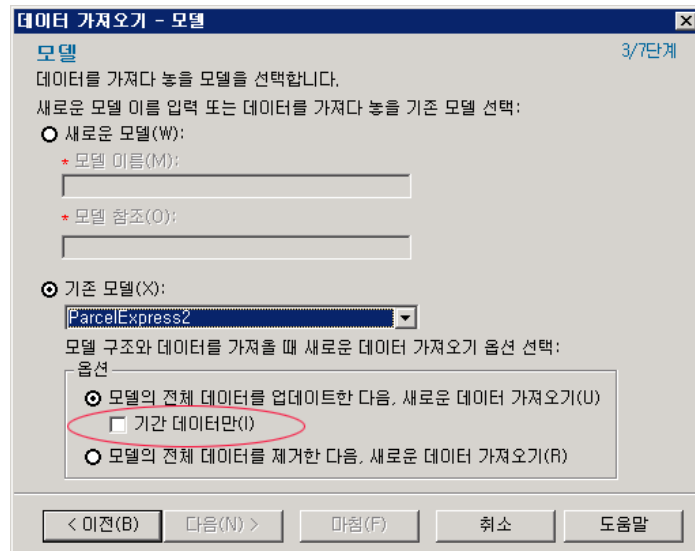 데이터 가져오기 - 모델
모델
3/7단계
데이터를 가져다 놓을 모델을 선택합니다.
새로운 모델 이름 입력 또는 데이터를 가져다 놓을 기존 모델 선택:
새로운 모델(W):
* 모델 이름(M):
* 모델 참조(O):
기존 모델(X):
ParcelExpress2
모델 구조와 데이터를 가져올 때 새로운 데이터 가져오기 옵션 선택:
옵션
모델의 전체 데이터를 업데이트한 다음, 새로운 데이터 가져오기(U)
기간 데이터만(I)
모델의 전체 데이터를 제거한 다음, 새로운 데이터 가져오기(R)
< 이전(B) 다음(N) > 마침(F) 취소 도움말